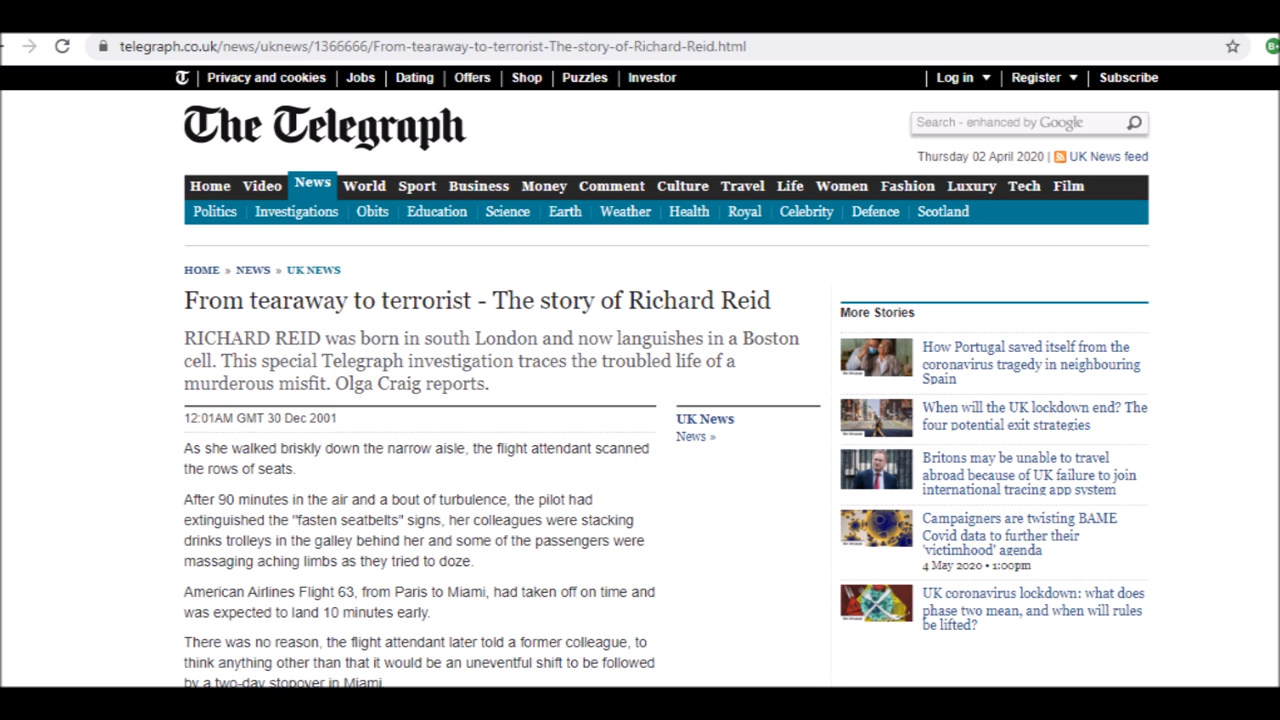 telegraph.co.uk/news/uknews/1366666/From-tearaway-to-terrorist-The-story-of-Richard-Reid.html
Privacy and cookies | Jobs | Dating | Offers | Shop | Puzzles | Investor | Log in | Register | Subscribe
The Telegraph
Search - enhanced by Google
Thursday 02 April 2020 | UK News feed
Home Video News World Sport Business Money Comment Culture Travel Life Women Fashion Luxury Tech Film
Politics Investigations Obits Education Science Earth Weather Health Royal Celebrity Defence Scotland
HOME » NEWS » UK NEWS
From tearaway to terrorist - The story of Richard Reid
RICHARD REID was born in south London and now languishes in a Boston
cell. This special Telegraph investigation traces the troubled life of a
murderous misfit. Olga Craig reports.
12:01AM GMT 30 Dec 2001
As she walked briskly down the narrow aisle, the flight attendant scanned
the rows of seats.
After 90 minutes in the air and a bout of turbulence, the pilot had
extinguished the "fasten seatbelts" signs, her colleagues were stacking
drinks trolleys in the galley behind her and some of the passengers were
massaging aching limbs as they tried to doze.
American Airlines Flight 63, from Paris to Miami, had taken off on time and
was expected to land 10 minutes early.
There was no reason, the flight attendant later told a former colleague, to
think anything other than that it would be an uneventful shift to be followed
by a two-day stopover in Miami
UK News
News »
More Stories
How Portugal saved itself from the
coronavirus tragedy in neighbouring
Spain
When will the UK lockdown end? The
four potential exit strategies
Britons may be unable to travel
abroad because of UK failure to join
international tracing app system
Campaigners are twisting BAME
Covid data to further their
'victimhood' agenda
4 May 2020 • 1:00pm
UK coronavirus lockdown: what does
phase two mean, and when will rules
be lifted?